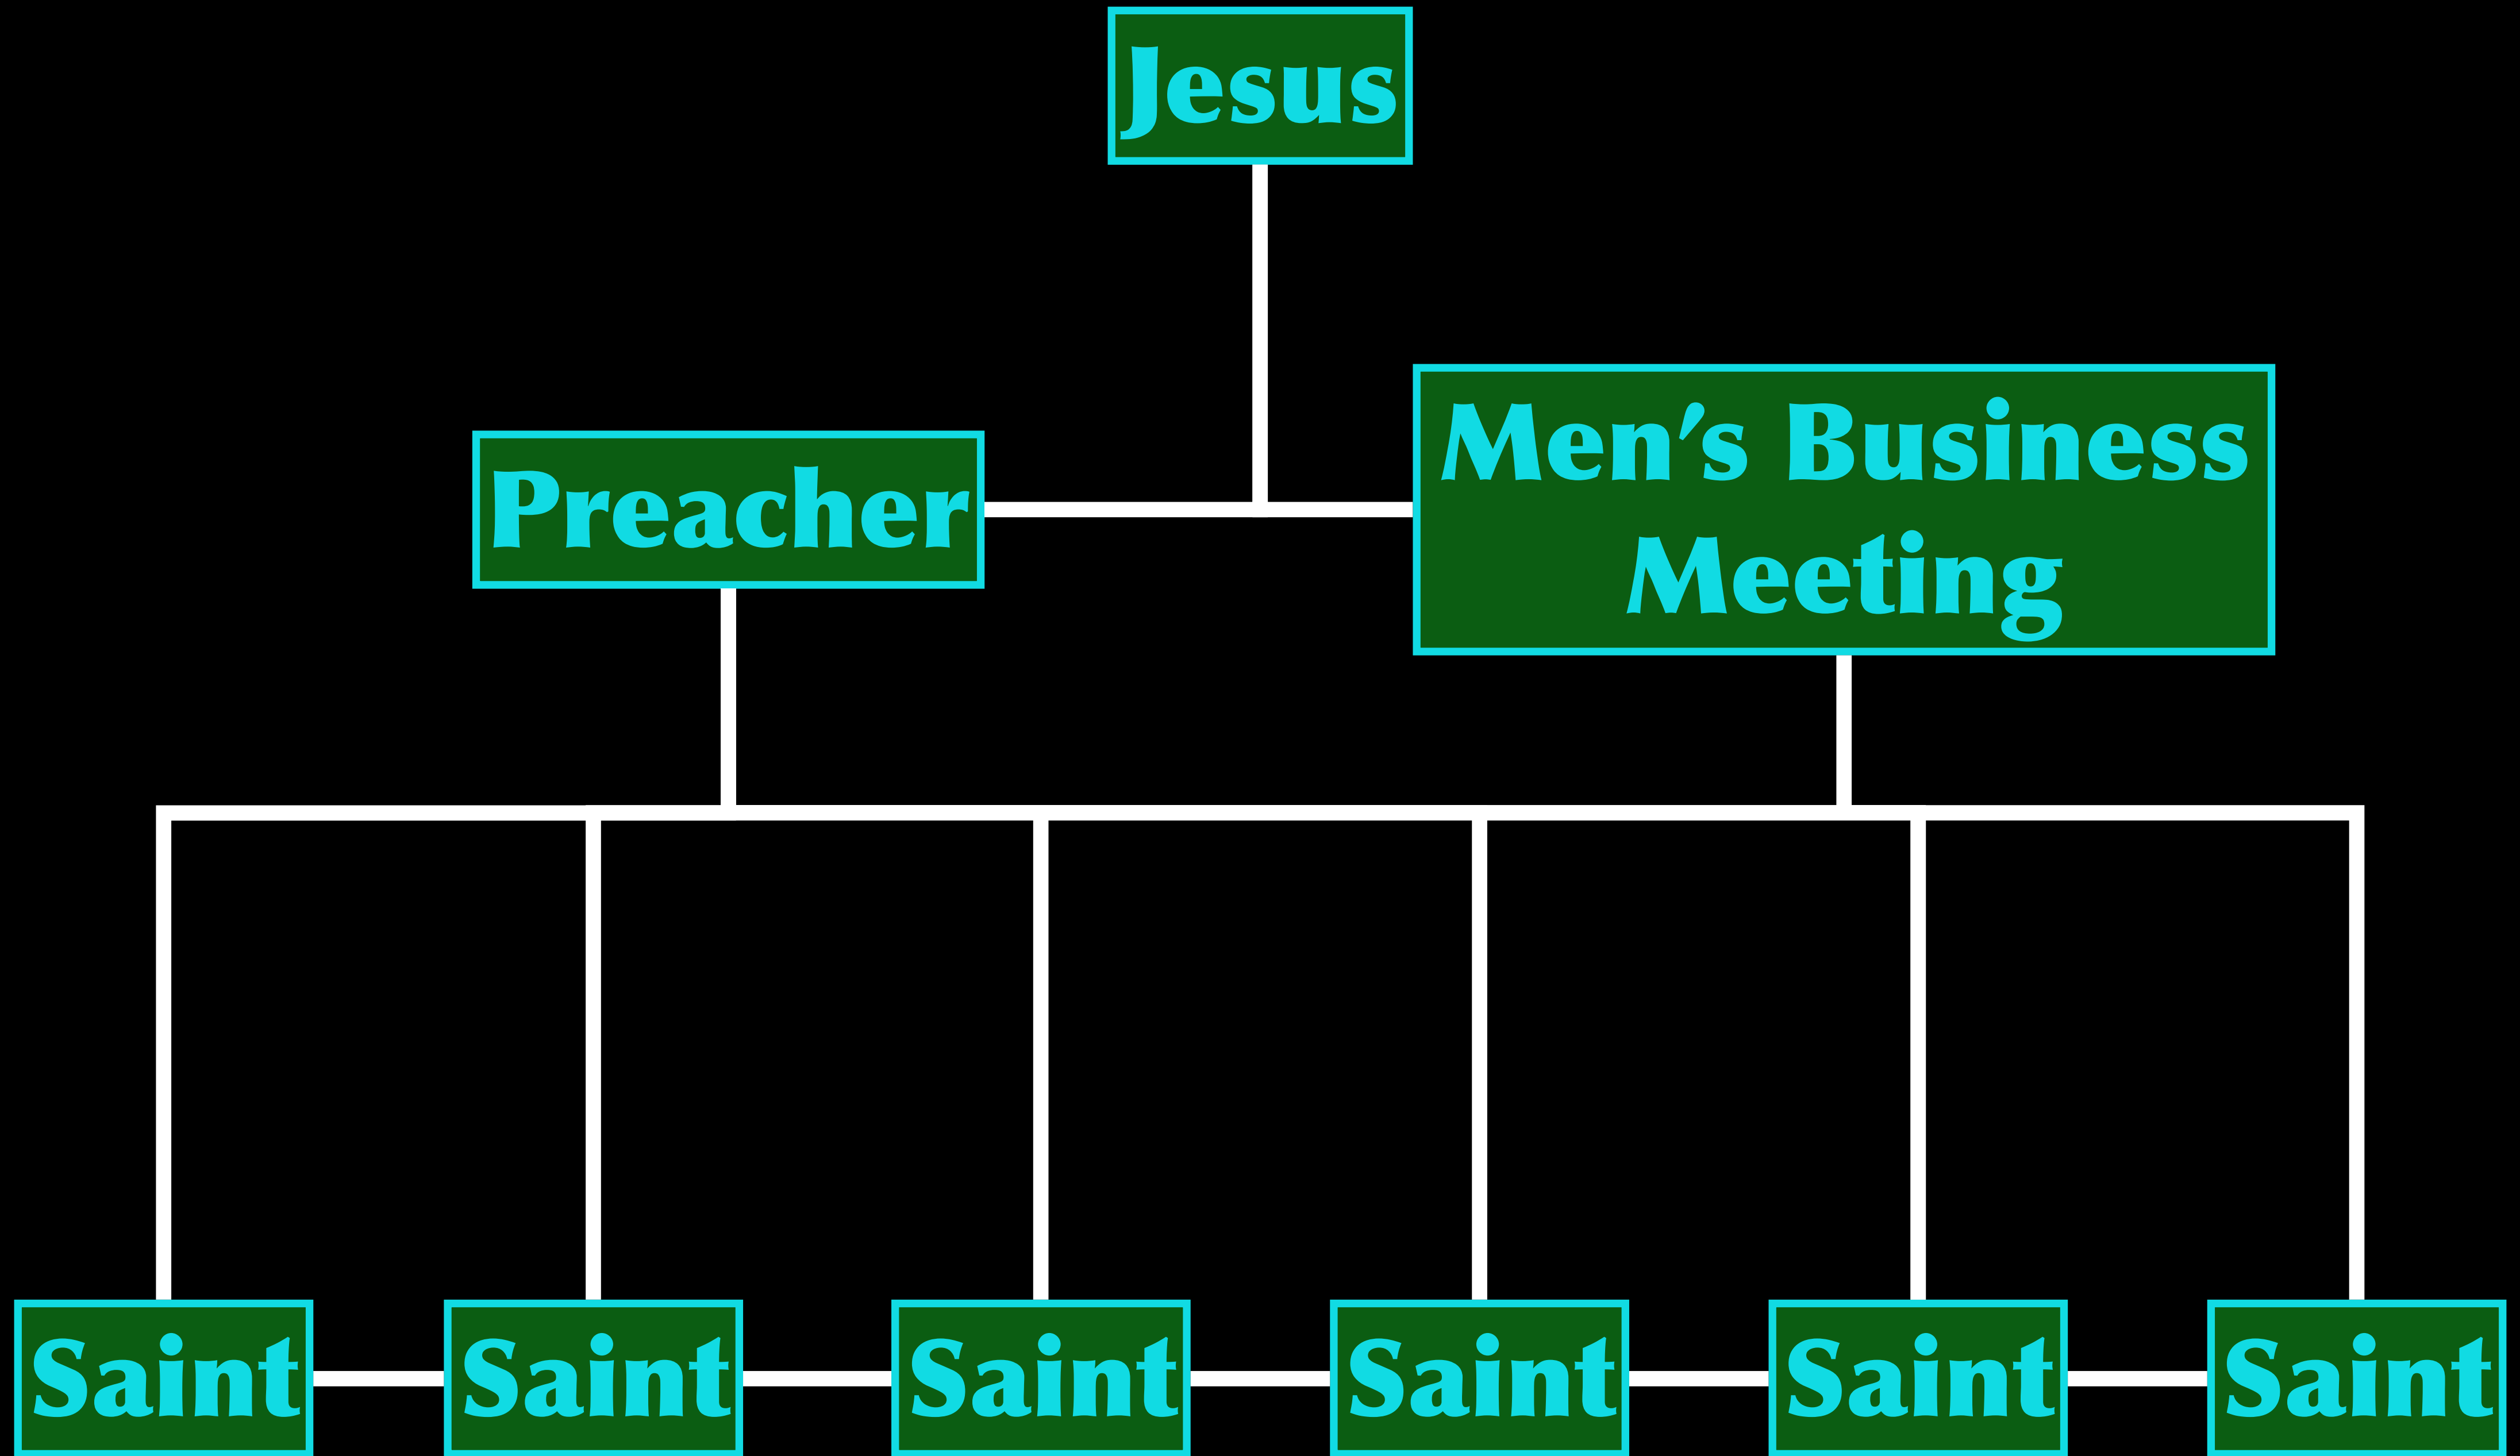 Jesus
Preacher
Men’s Business
Meeting
Saint
Saint
Saint
Saint
Saint
Saint